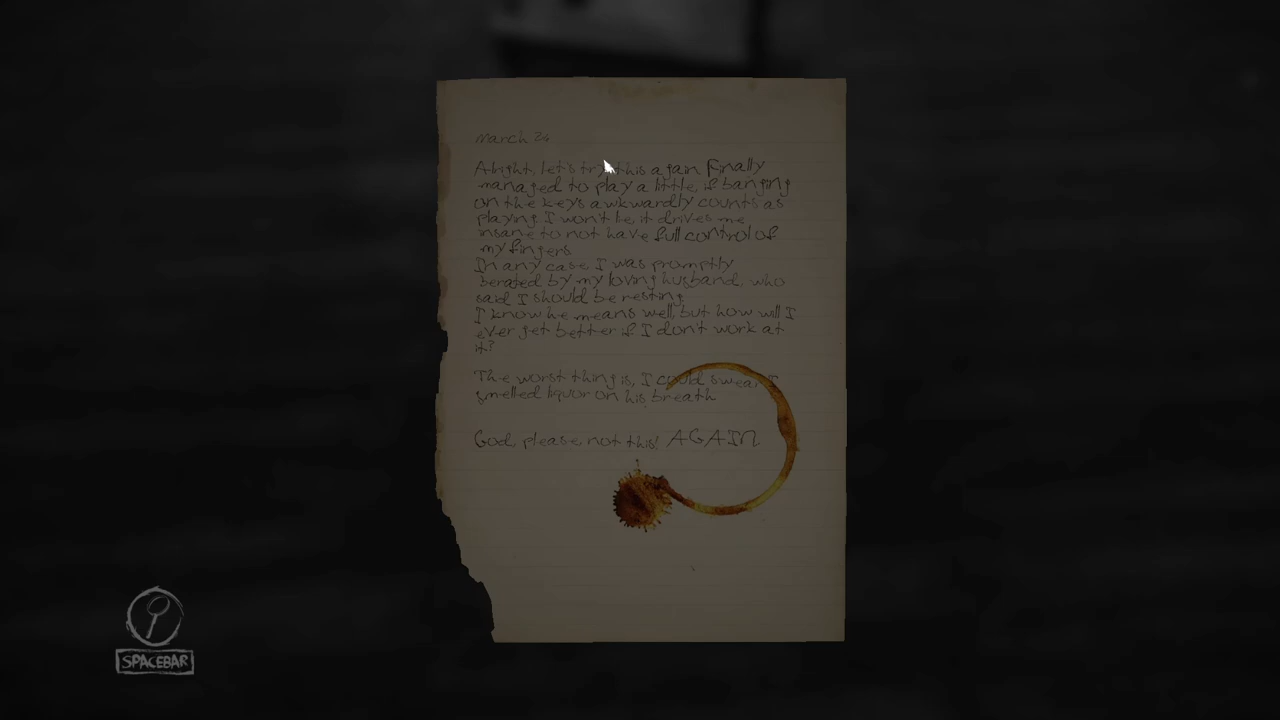 March 24
Alright, let's try this again. Finally
managed to play a little, if banging
on the keys awkwardly counts as
playing. I won't lie, it drives me
insane to not have full control of
my fingers.
In any case, I was promptly
berated by my loving husband, who
said I should be resting.
I know he means well, but how will I
ever get better if I don't work at
it?
The worst thing is, I could swear I
smelled liquor on his breath
God, please, not this! AGAIN
SPACEBAR